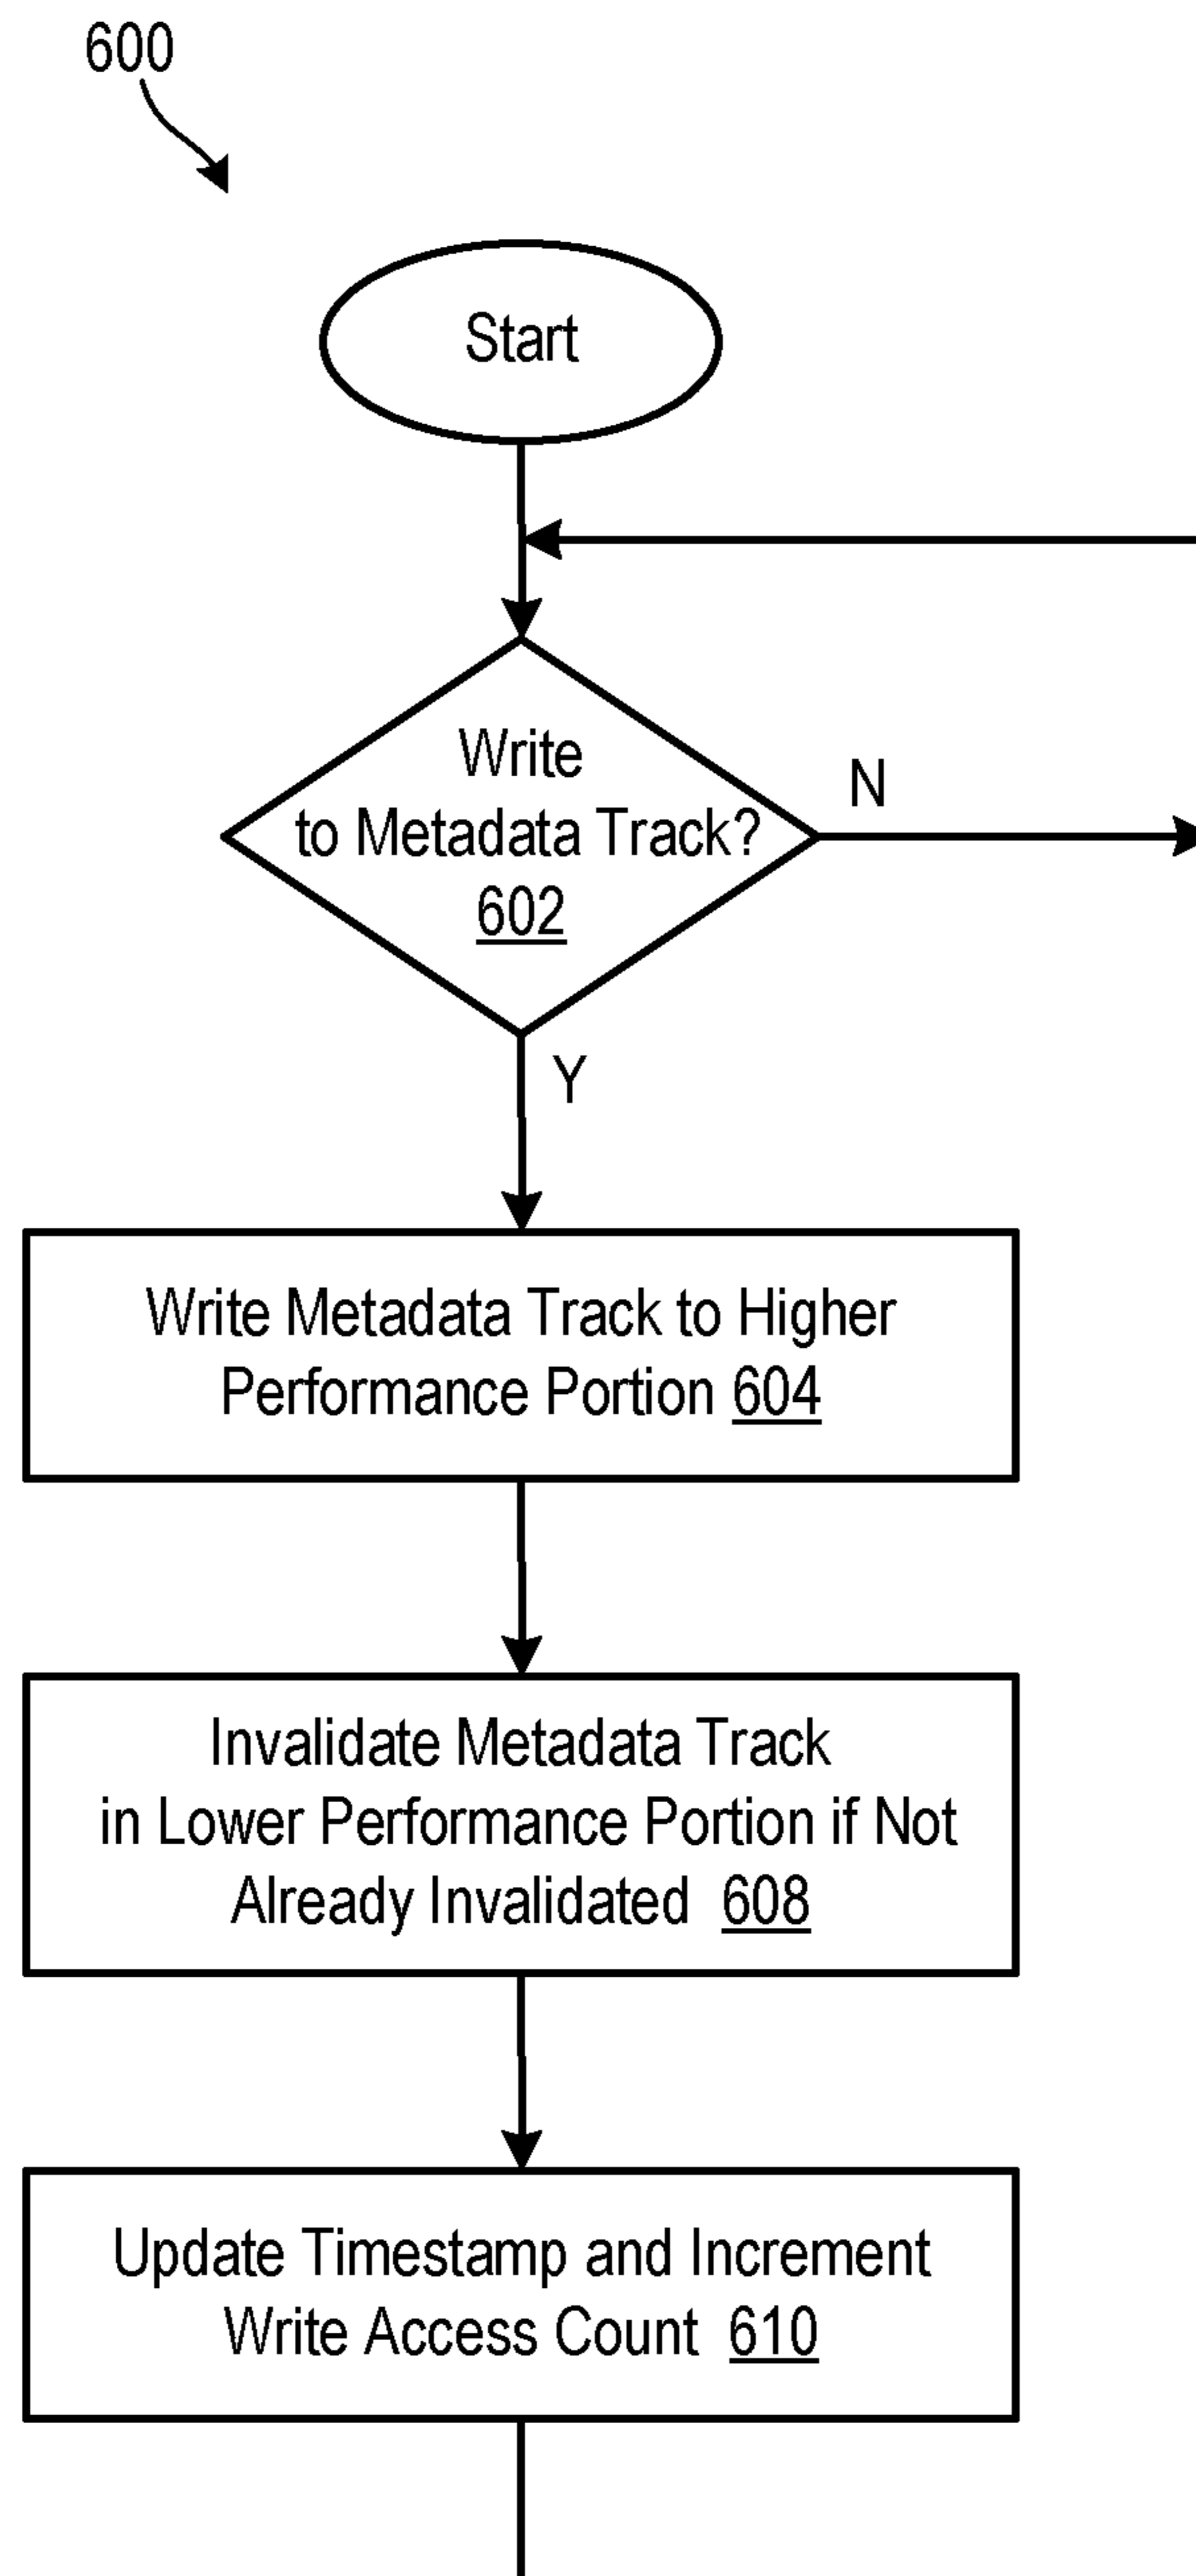 600
Start
Write
to Metadata Track?
602
N
Y
Write Metadata Track to Higher
Performance Portion 604
Invalidate Metadata Track
in Lower Performance Portion if Not
Already Invalidated 608
Update Timestamp and Increment
Write Access Count 610